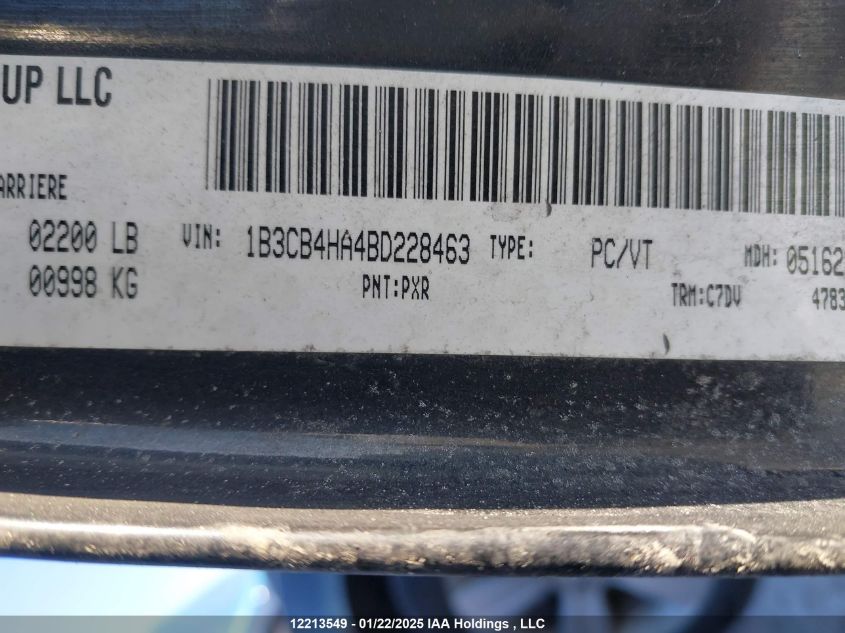 UP LLC
ARRIERE
02200 LB VIN: 1B3CB4HA4BD228463 TYPE: PC/VT MDH: 05162
00998 KG PNT:PXR TRM:C7DV 4783
12213549 - 01/22/2025 IAA Holdings , LLC